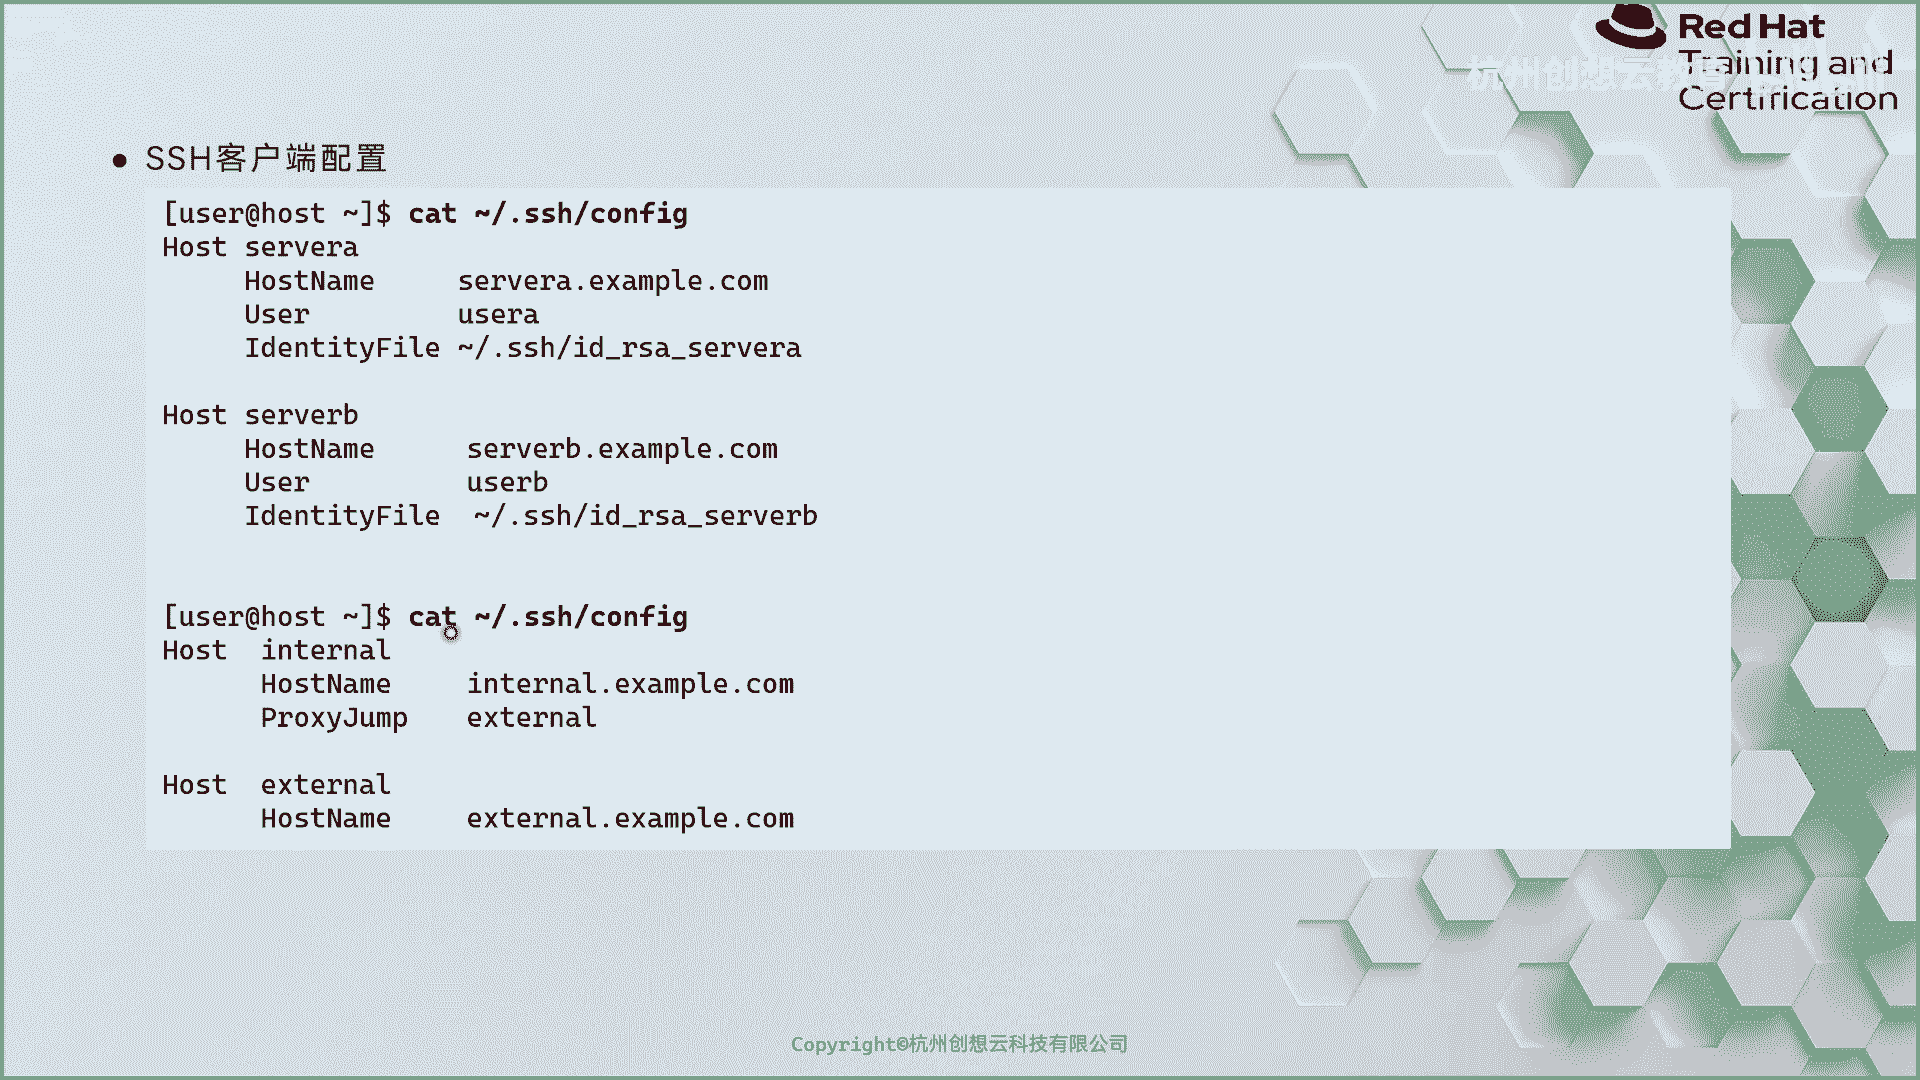 Red Hat
Training and
Certification
杭州创想云教育
● SSH客户端配置
[user@host ~]$ cat ~/.ssh/config
Host servera
     HostName     servera.example.com
     User         usera
     IdentityFile ~/.ssh/id_rsa_servera
Host serverb
     HostName     serverb.example.com
     User         userb
     IdentityFile  ~/.ssh/id_rsa_serverb
[user@host ~]$ cat ~/.ssh/config
Host  internal
      HostName    internal.example.com
      ProxyJump   external
Host  external
      HostName    external.example.com
Copyright©杭州创想云科技有限公司